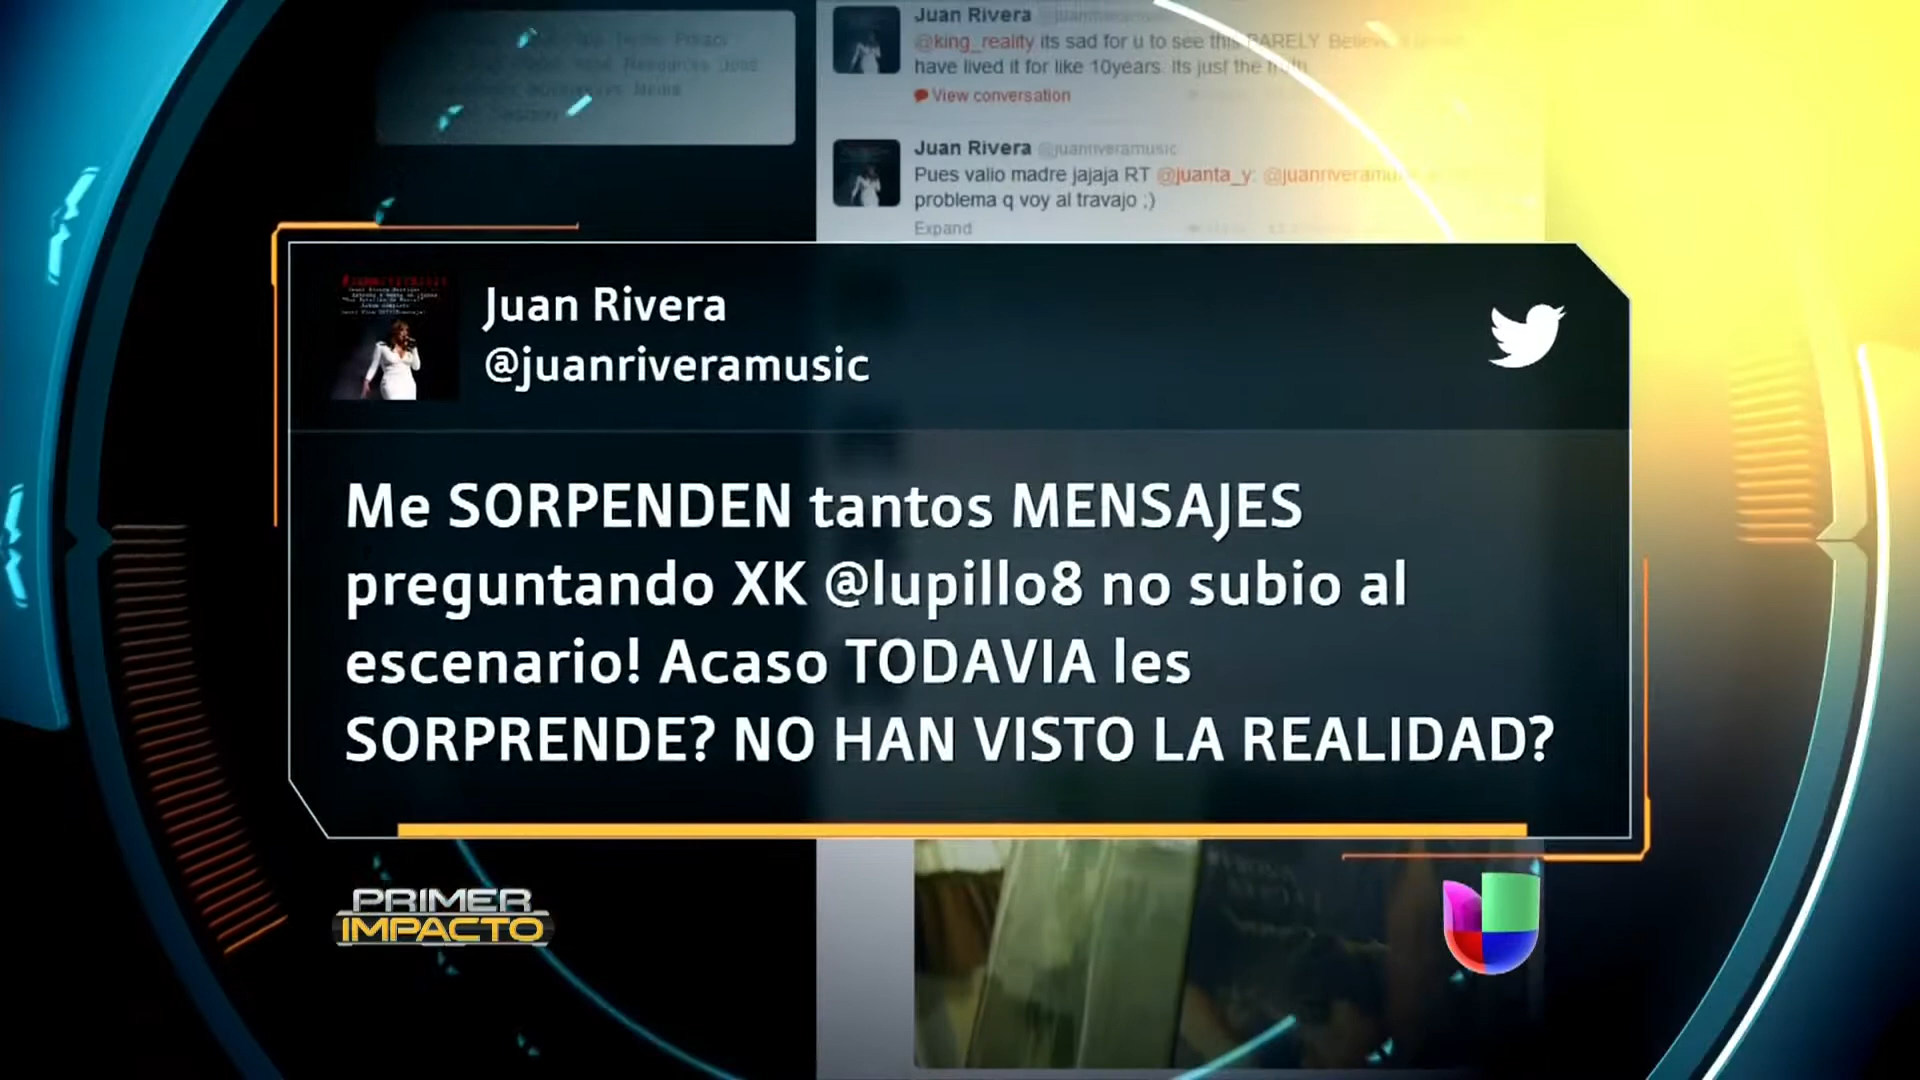 Juan Rivera
@king_reality its sad for u to see this BARELY.
have lived it for like 10years. Its just the truth
View conversation
Juan Rivera @juanriveramusic
Pues valio madre jajaja RT @juanta_y:
problema q voy al travajo ;)
Expand
Juan Rivera
@juanriveramusic
Me SORPENDEN tantos MENSAJES
preguntando XK @lupillo8 no subio al
escenario! Acaso TODAVIA les
SORPRENDE? NO HAN VISTO LA REALIDAD?
PRIMER
IMPACTO